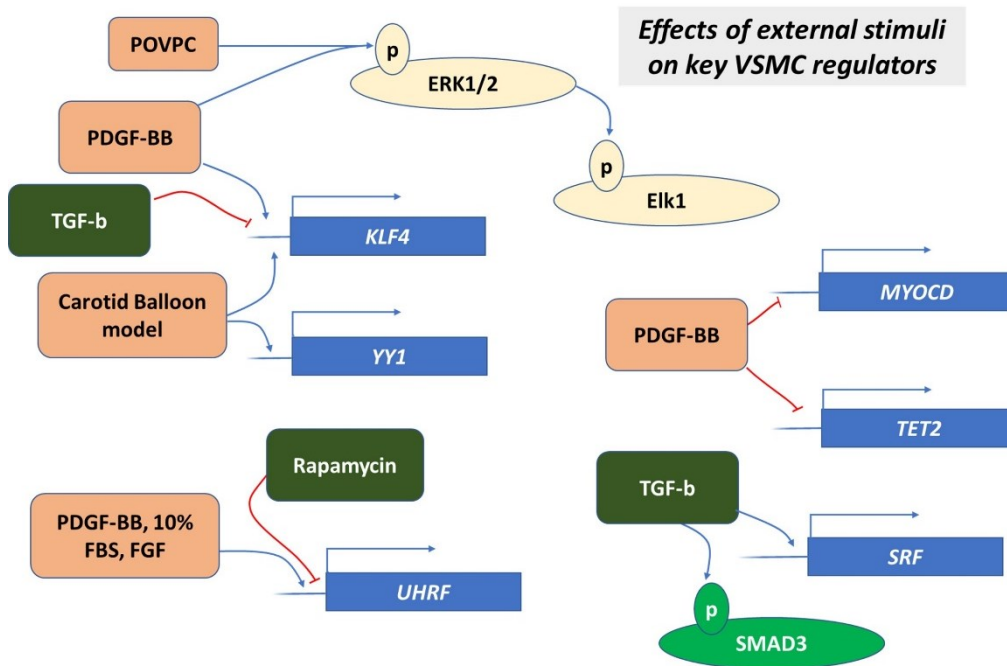 Effects of external stimuli
on key VSMC regulators
POVPC
p
ERK1/2
PDGF-BB
p
Elk1
TGF-b
KLF4
Carotid Balloon
model
YY1
MYOCD
PDGF-BB
TET2
Rapamycin
PDGF-BB, 10%
FBS, FGF
UHRF
TGF-b
SRF
p
SMAD3